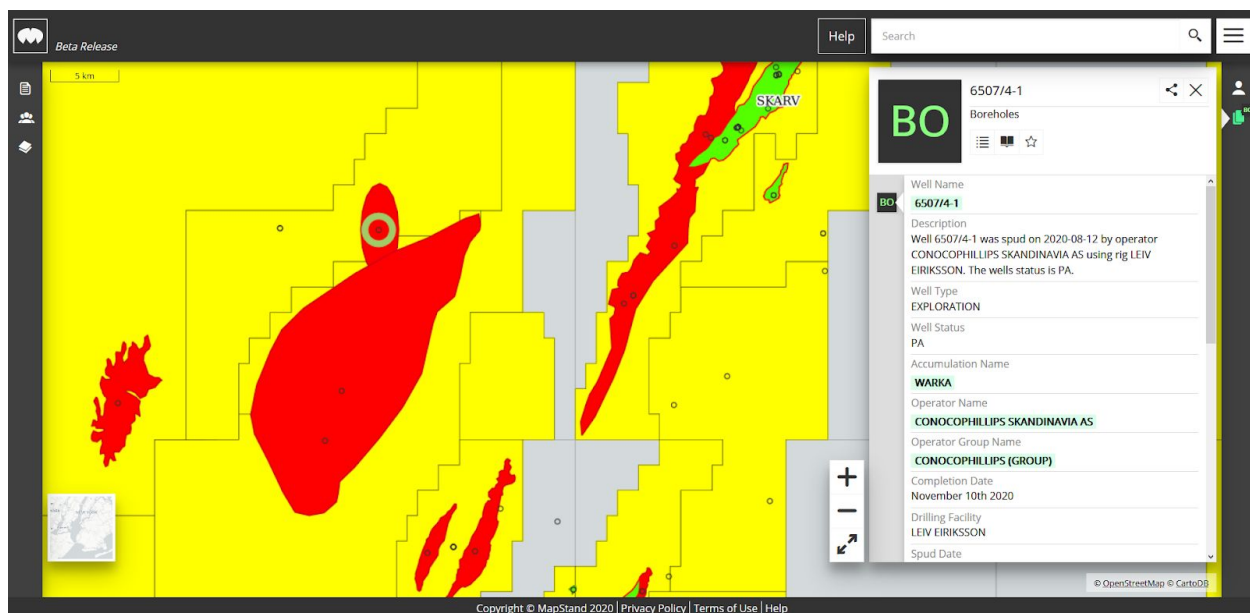 Beta Release
Help
Search
5 km
SKARV
BO
6507/4-1
Boreholes
BO
Well Name
6507/4-1
Description
Well 6507/4-1 was spud on 2020-08-12 by operator
CONOCOPHILLIPS SKANDINAVIA AS using rig LEIV
EIRIKSSON. The wells status is PA.
Well Type
EXPLORATION
Well Status
PA
Accumulation Name
WARKA
Operator Name
CONOCOPHILLIPS SKANDINAVIA AS
Operator Group Name
CONOCOPHILLIPS (GROUP)
Completion Date
November 10th 2020
Drilling Facility
LEIV EIRIKSSON
Spud Date
© OpenStreetMap © CartoDB
Copyright © MapStand 2020 | Privacy Policy | Terms of Use | Help